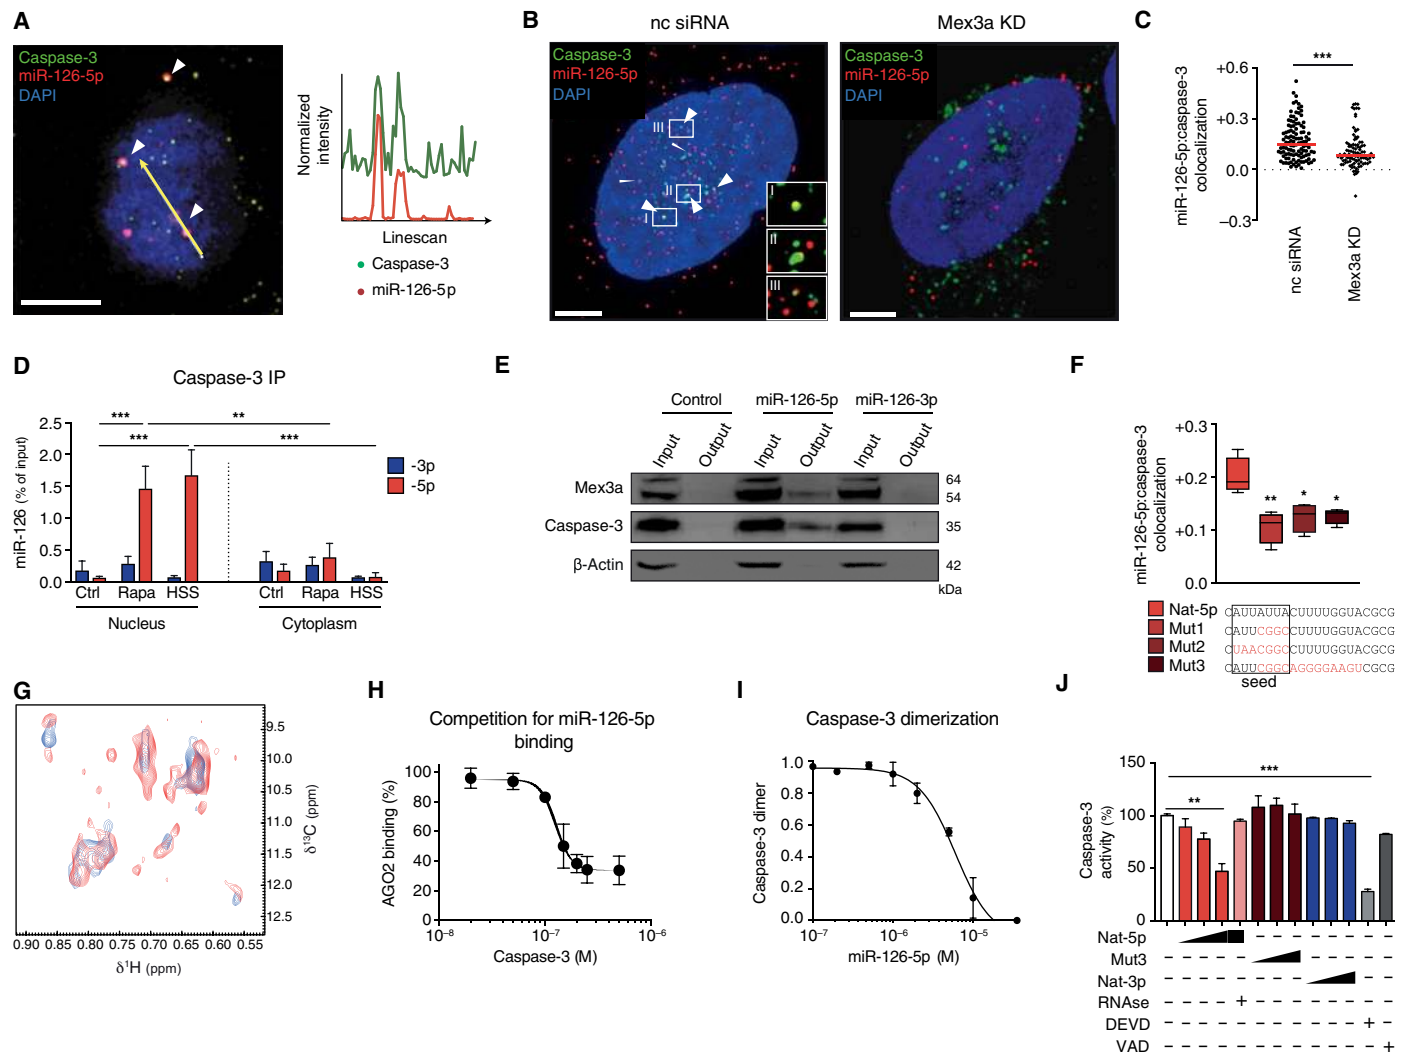 A
Caspase-3
miR-126-5p
DAPI
Normalized
intensity
Linescan
Caspase-3
miR-126-5p
B
nc siRNA
Mex3a KD
Caspase-3
miR-126-5p
DAPI
III
II
I
I
II
III
Caspase-3
miR-126-5p
DAPI
C
miR-126-5p:caspase-3
colocalization
***
+0.6
+0.3
0.0
–0.3
nc siRNA
Mex3a KD
D
Caspase-3 IP
miR-126 (% of input)
2.5
2.0
1.5
1.0
0.5
0.0
*** **
*** ***
-3p
-5p
Ctrl Rapa HSS Ctrl Rapa HSS
Nucleus Cytoplasm
E
Control miR-126-5p miR-126-3p
Input Output Input Output Input Output
Mex3a 64
54
Caspase-3 35
β-Actin 42
kDa
F
miR-126-5p:caspase-3
colocalization
+0.3
+0.2
+0.1
0.0
** * *
Nat-5p CAUUAUUACUUUUGGUACGCG
Mut1 CAUUCGGCCUUUUGGUACGCG
Mut2 CUAACGGCCUUUUGGUACGCG
Mut3 CAUUCGGCAGGGGAAGUCGCG
seed
G
9.5
10.0
10.5
11.0
11.5
12.0
12.5
δ13C (ppm)
0.90 0.85 0.80 0.75 0.70 0.65 0.60 0.55
δ1H (ppm)
H
Competition for miR-126-5p
binding
AGO2 binding (%)
100
80
60
40
20
0
10–8 10–7 10–6
Caspase-3 (M)
I
Caspase-3 dimerization
Caspase-3 dimer
1.0
0.8
0.6
0.4
0.2
0.0
10–7 10–6 10–5
miR-126-5p (M)
J
Caspase-3
activity (%)
150
100
50
0
***
**
Nat-5p – – – – – – – – –
Mut3 – – – – – – – – – –
Nat-3p – – – – – – – – – –
RNAse – – – – + – – – – – – – –
DEVD – – – – – – – – – – – + –
VAD – – – – – – – – – – – – +